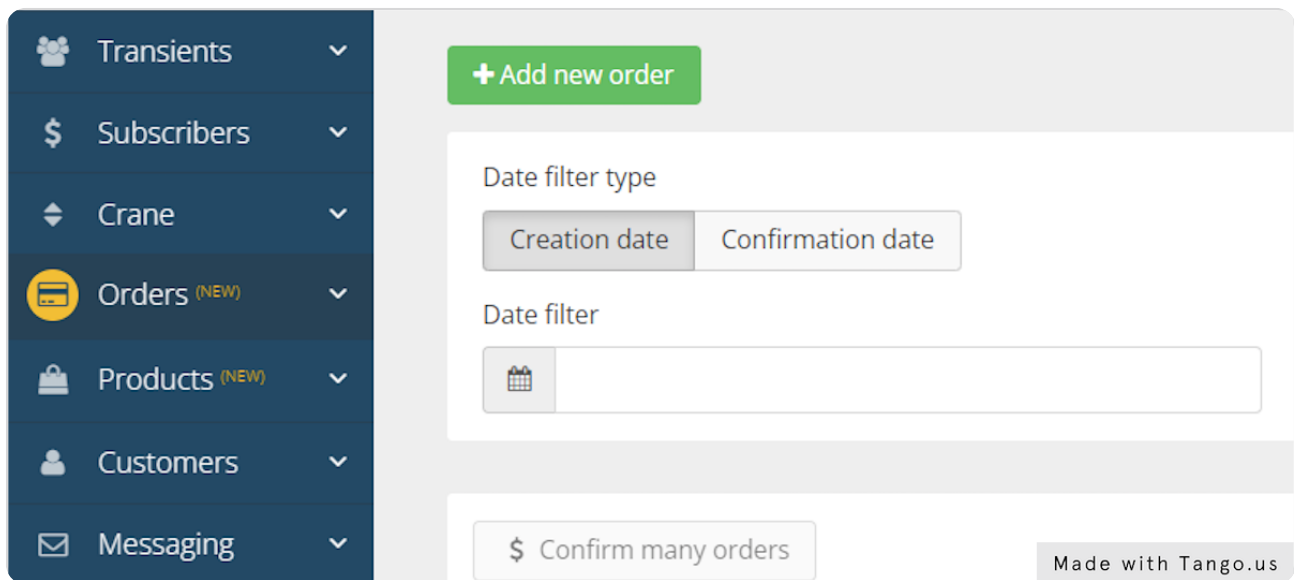 Transients
Subscribers
Crane
Orders (NEW)
Products (NEW)
Customers
Messaging
Add new order
Date filter type
Creation date Confirmation date
Date filter
$ Confirm many orders
Made with Tango.us